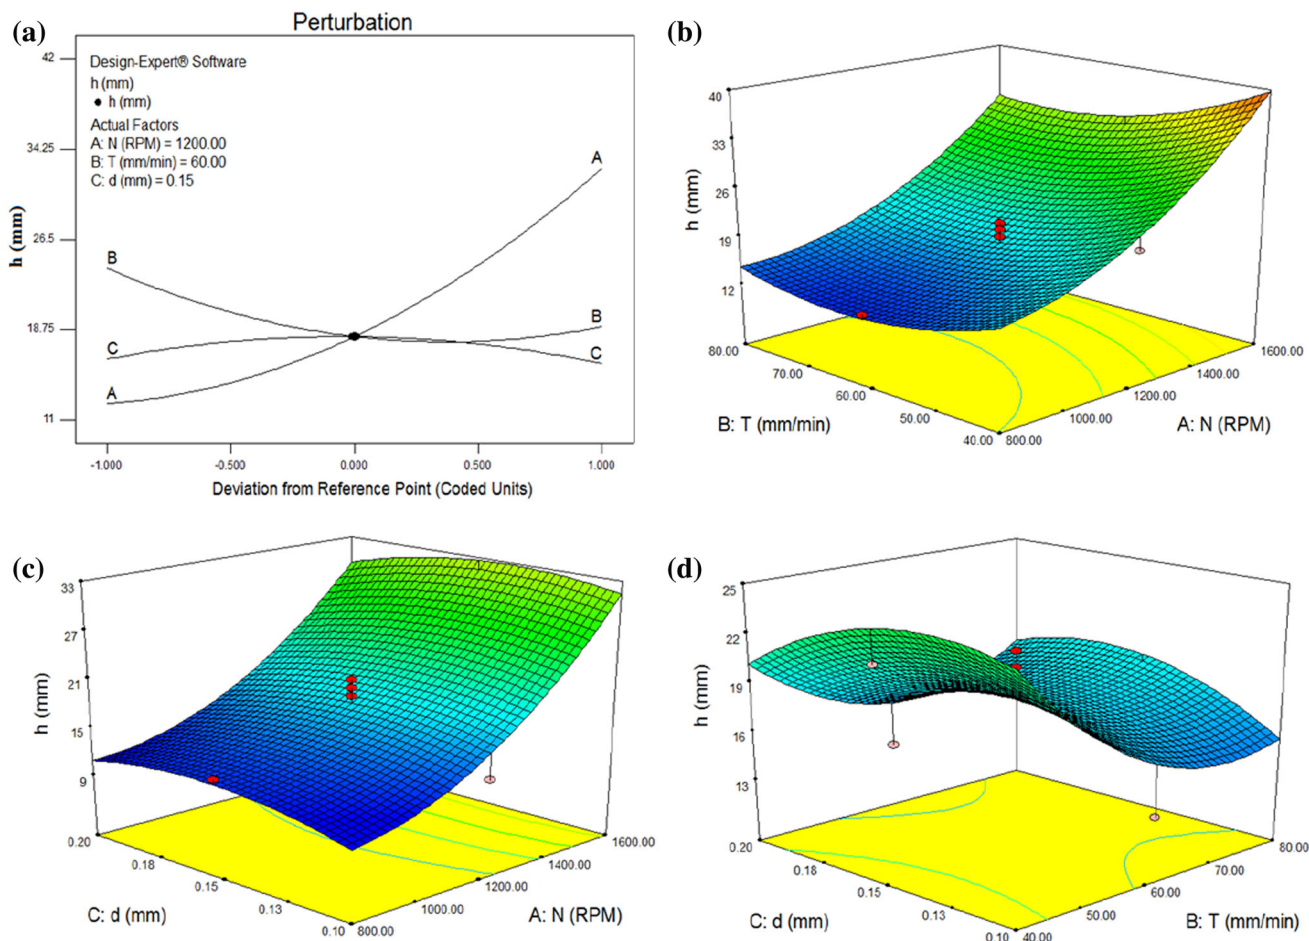 (a)
Perturbation
42
34.25
26.5
18.75
11
h (mm)
Design-Expert® Software
h (mm)
h (mm)
Actual Factors
A: N (RPM) = 1200.00
B: T (mm/min) = 60.00
C: d (mm) = 0.15
A
B
B
C
C
A
-1.000
-0.500
0.000
0.500
1.000
Deviation from Reference Point (Coded Units)
(b)
40
33
26
19
12
h (mm)
80.00
70.00
60.00
50.00
40.00
800.00
1000.00
1200.00
1400.00
1600.00
B: T (mm/min)
A: N (RPM)
(c)
33
27
21
15
9
h (mm)
0.20
0.18
0.15
0.13
0.10
800.00
1000.00
1200.00
1400.00
1600.00
C: d (mm)
A: N (RPM)
(d)
25
22
19
16
13
h (mm)
0.20
0.18
0.15
0.13
0.10
40.00
50.00
60.00
70.00
80.00
C: d (mm)
B: T (mm/min)